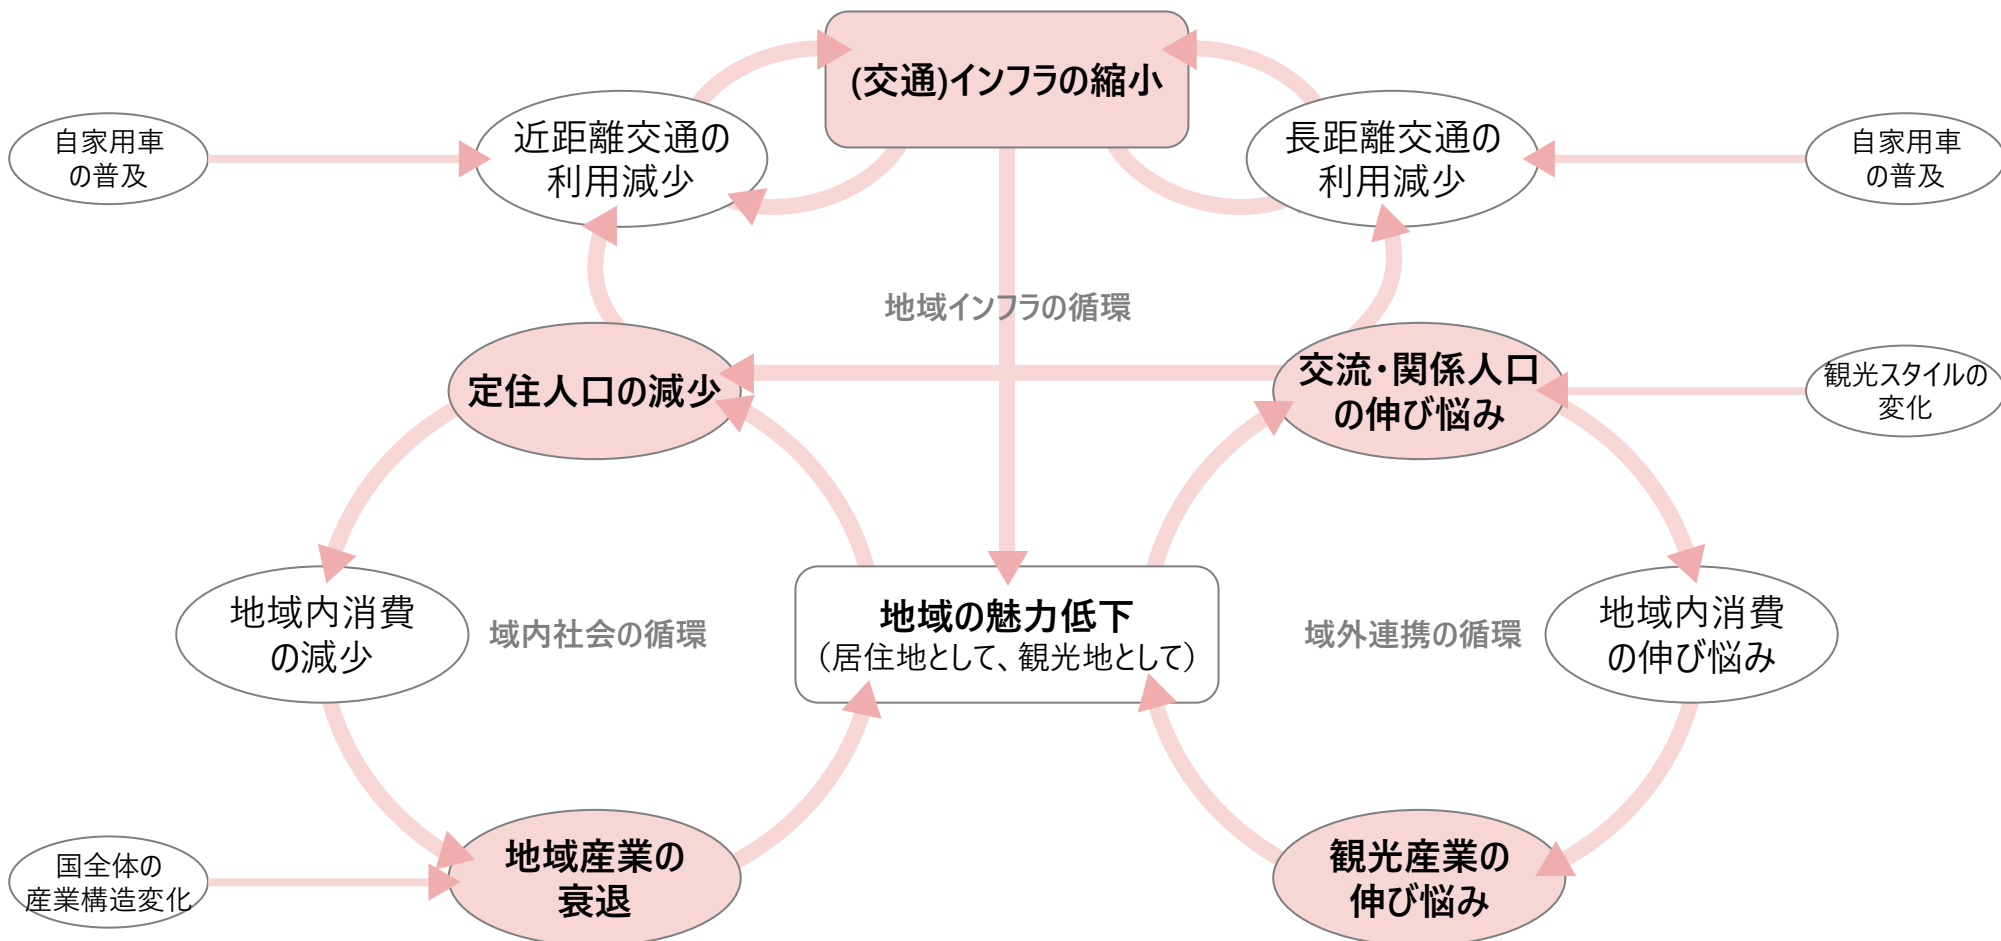 (交通)インフラの縮小
自家用車
の普及
近距離交通の
利用減少
長距離交通の
利用減少
自家用車
の普及
地域インフラの循環
定住人口の減少
交流・関係人口
の伸び悩み
観光スタイルの
変化
地域内消費
の減少
域内社会の循環
地域の魅力低下
（居住地として、観光地として）
域外連携の循環
地域内消費
の伸び悩み
国全体の
産業構造変化
地域産業の
衰退
観光産業の
伸び悩み